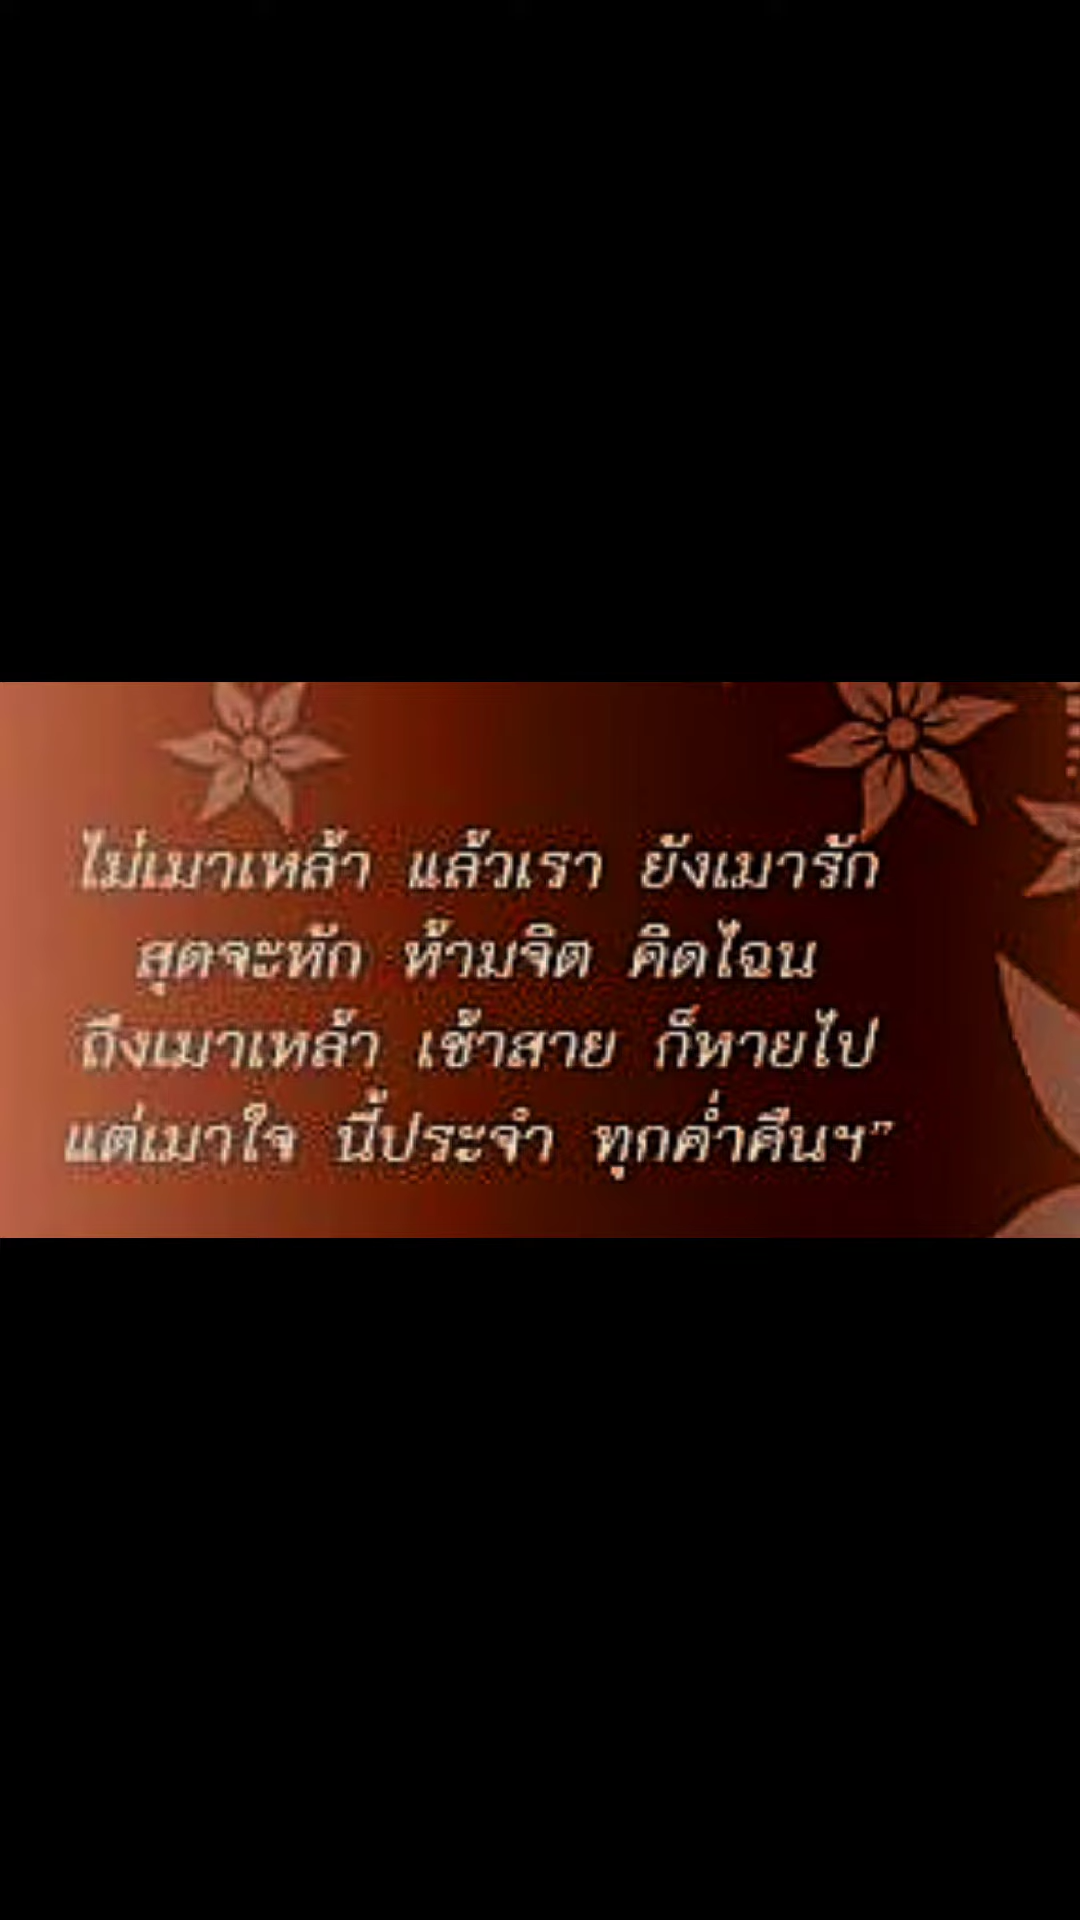 ไม่เมาเหล้า แล้วเรา ยังเมารัก
สุดจะหัก ห้ามจิต คิดไฉน
ถึงเมาเหล้า เช้าสาย ก็หายไป
แต่เมาใจ นี้ประจำ ทุกค่ำคืนฯ"